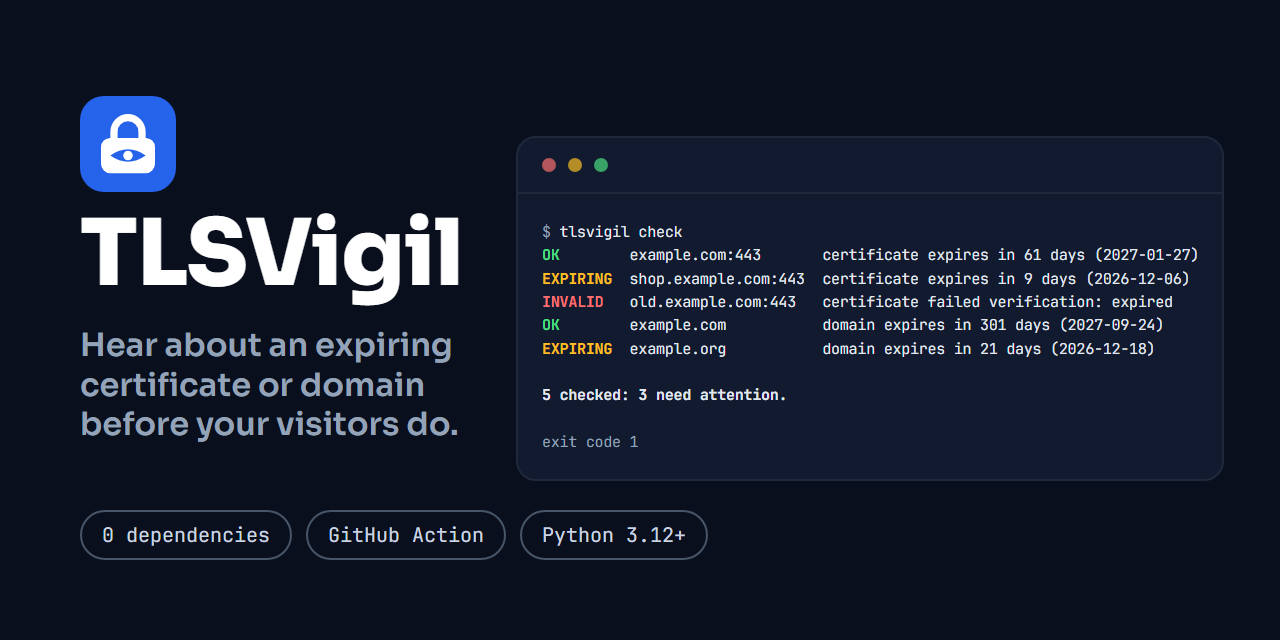 TLSVigil
Hear about an expiring
certificate or domain
before your visitors do.
$ tlsvigil check
OK example.com:443 certificate expires in 61 days (2027-01-27)
EXPIRING shop.example.com:443 certificate expires in 9 days (2026-12-06)
INVALID old.example.com:443 certificate failed verification: expired
OK example.com domain expires in 301 days (2027-09-24)
EXPIRING example.org domain expires in 21 days (2026-12-18)
5 checked: 3 need attention.
exit code 1
0 dependencies
GitHub Action
Python 3.12+